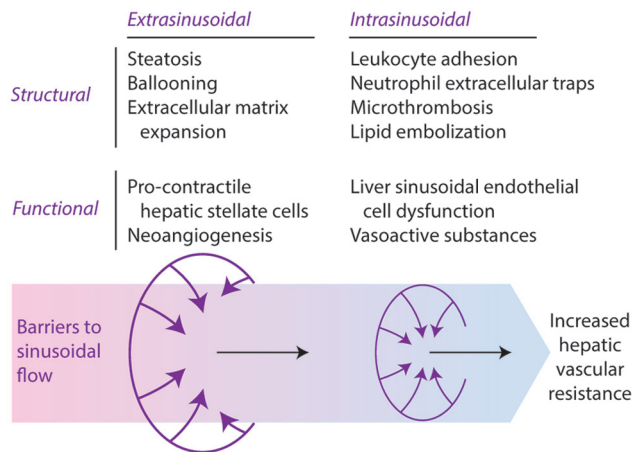 Extrasinusoidal
Intrasinusoidal
Structural
Steatosis
Ballooning
Extracellular matrix
expansion
Leukocyte adhesion
Neutrophil extracellular traps
Microthrombosis
Lipid embolization
Functional
Pro-contractile
hepatic stellate cells
Neoangiogenesis
Liver sinusoidal endothelial
cell dysfunction
Vasoactive substances
Barriers to
sinusoidal
flow
Increased
hepatic
vascular
resistance